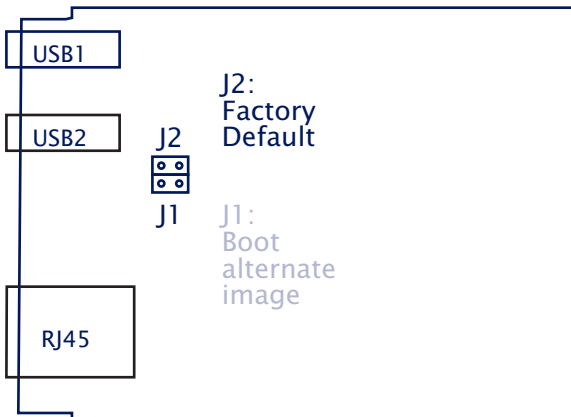 USB1
J2:
Factory
Default
USB2
J2
J1
J1:
Boot
alternate
image
RJ45